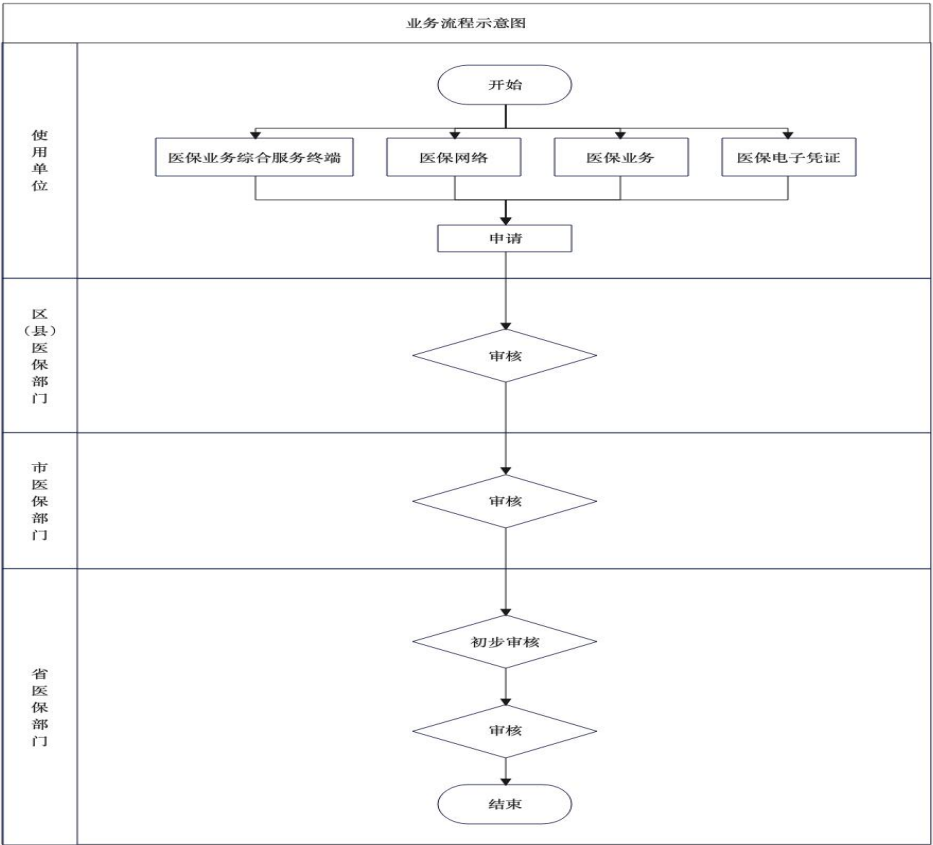 业务流程示意图
使用单位
开始
医保业务综合服务终端
医保网络
医保业务
医保电子凭证
申请
区（县）医保部门
审核
市医保部门
审核
省医保部门
初步审核
审核
结束